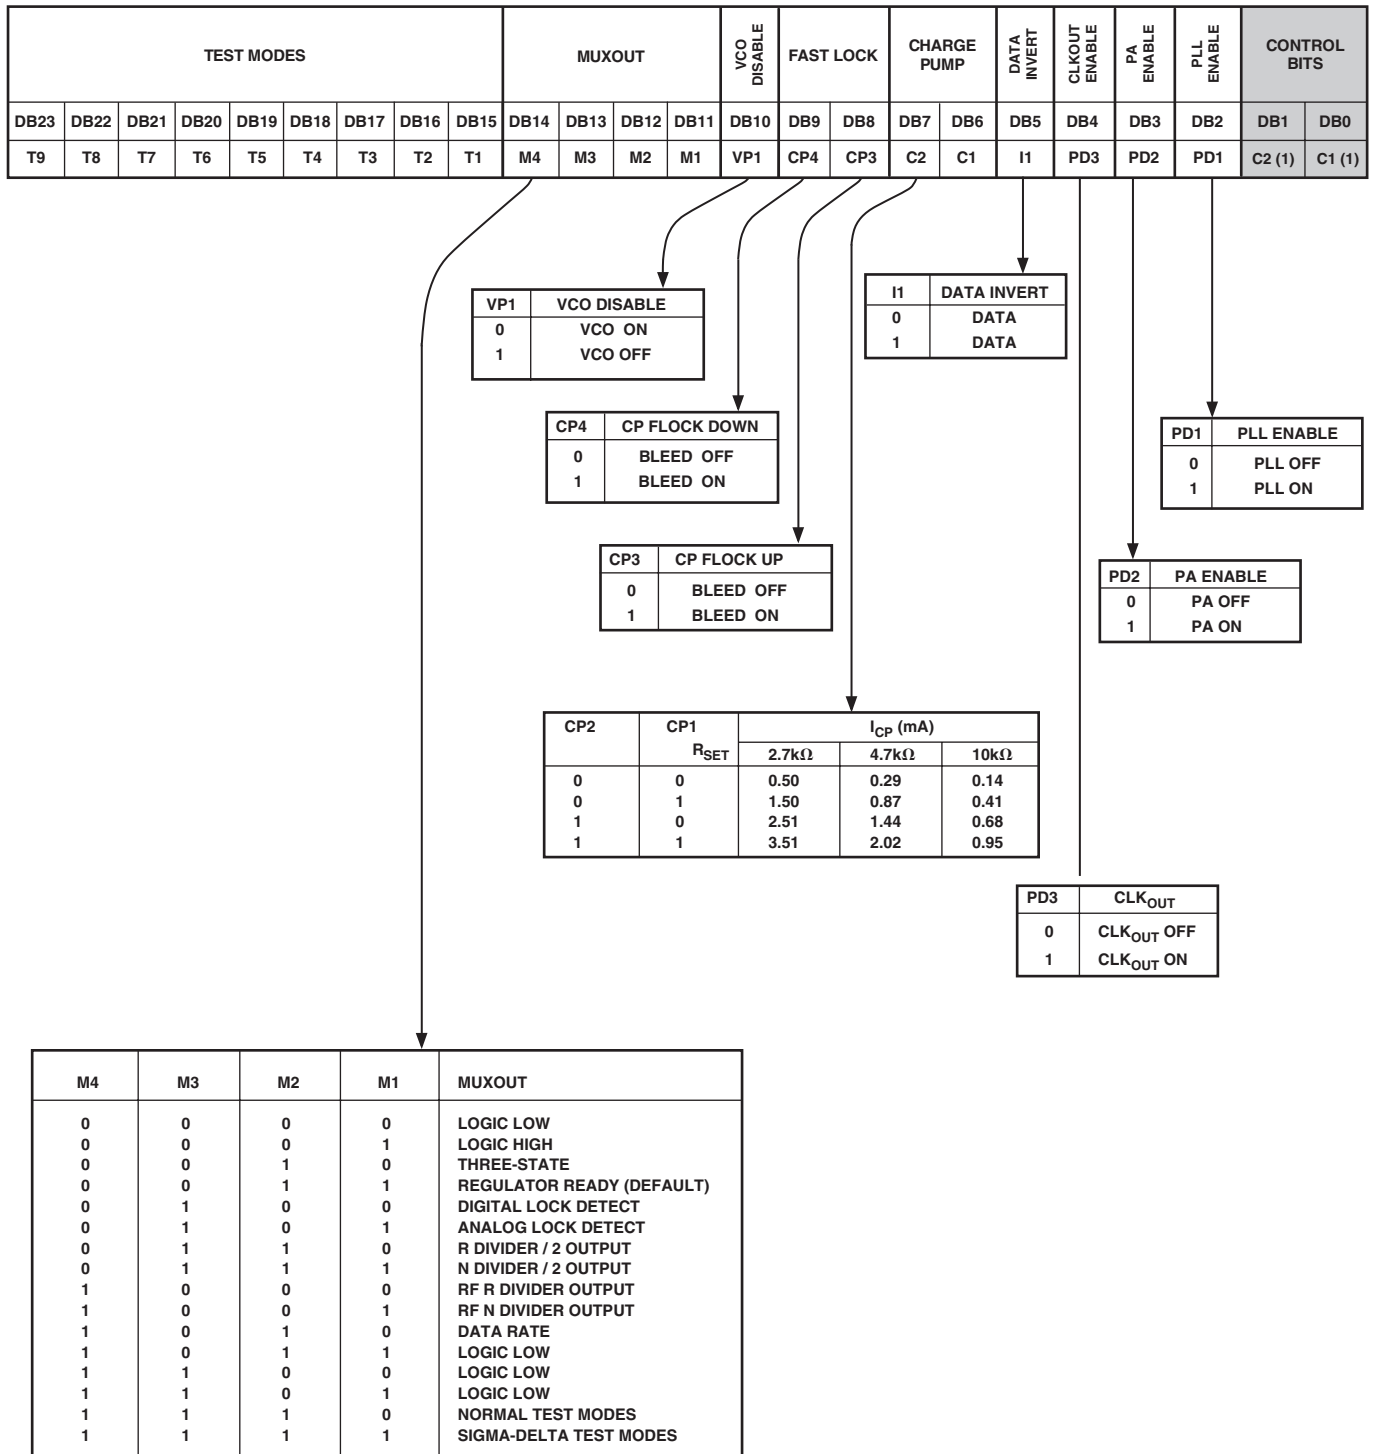 TEST MODES MUXOUT VCO DISABLE FAST LOCK CHARGE PUMP DATA INVERT CLKOUT ENABLE PA ENABLE PLL ENABLE CONTROL BITS
DB23 DB22 DB21 DB20 DB19 DB18 DB17 DB16 DB15 DB14 DB13 DB12 DB11 DB10 DB9 DB8 DB7 DB6 DB5 DB4 DB3 DB2 DB1 DB0
T9 T8 T7 T6 T5 T4 T3 T2 T1 M4 M3 M2 M1 VP1 CP4 CP3 C2 C1 I1 PD3 PD2 PD1 C2 (1) C1 (1)
VP1 VCO DISABLE
0 VCO ON
1 VCO OFF
I1 DATA INVERT
0 DATA
1 DATA
CP4 CP FLOCK DOWN
0 BLEED OFF
1 BLEED ON
PD1 PLL ENABLE
0 PLL OFF
1 PLL ON
CP3 CP FLOCK UP
0 BLEED OFF
1 BLEED ON
PD2 PA ENABLE
0 PA OFF
1 PA ON
CP2 CP1 ICP (mA)
RSET 2.7kΩ 4.7kΩ 10kΩ
0 0 0.50 0.29 0.14
0 1 1.50 0.87 0.41
1 0 2.51 1.44 0.68
1 1 3.51 2.02 0.95
PD3 CLKOUT
0 CLKOUT OFF
1 CLKOUT ON
M4 M3 M2 M1 MUXOUT
0 0 0 0 LOGIC LOW
0 0 0 1 LOGIC HIGH
0 0 1 0 THREE-STATE
0 0 1 1 REGULATOR READY (DEFAULT)
0 1 0 0 DIGITAL LOCK DETECT
0 1 0 1 ANALOG LOCK DETECT
0 1 1 0 R DIVIDER / 2 OUTPUT
0 1 1 1 N DIVIDER / 2 OUTPUT
1 0 0 0 RF R DIVIDER OUTPUT
1 0 0 1 RF N DIVIDER OUTPUT
1 0 1 0 DATA RATE
1 0 1 1 LOGIC LOW
1 1 0 0 LOGIC LOW
1 1 0 1 LOGIC LOW
1 1 1 0 NORMAL TEST MODES
1 1 1 1 SIGMA-DELTA TEST MODES